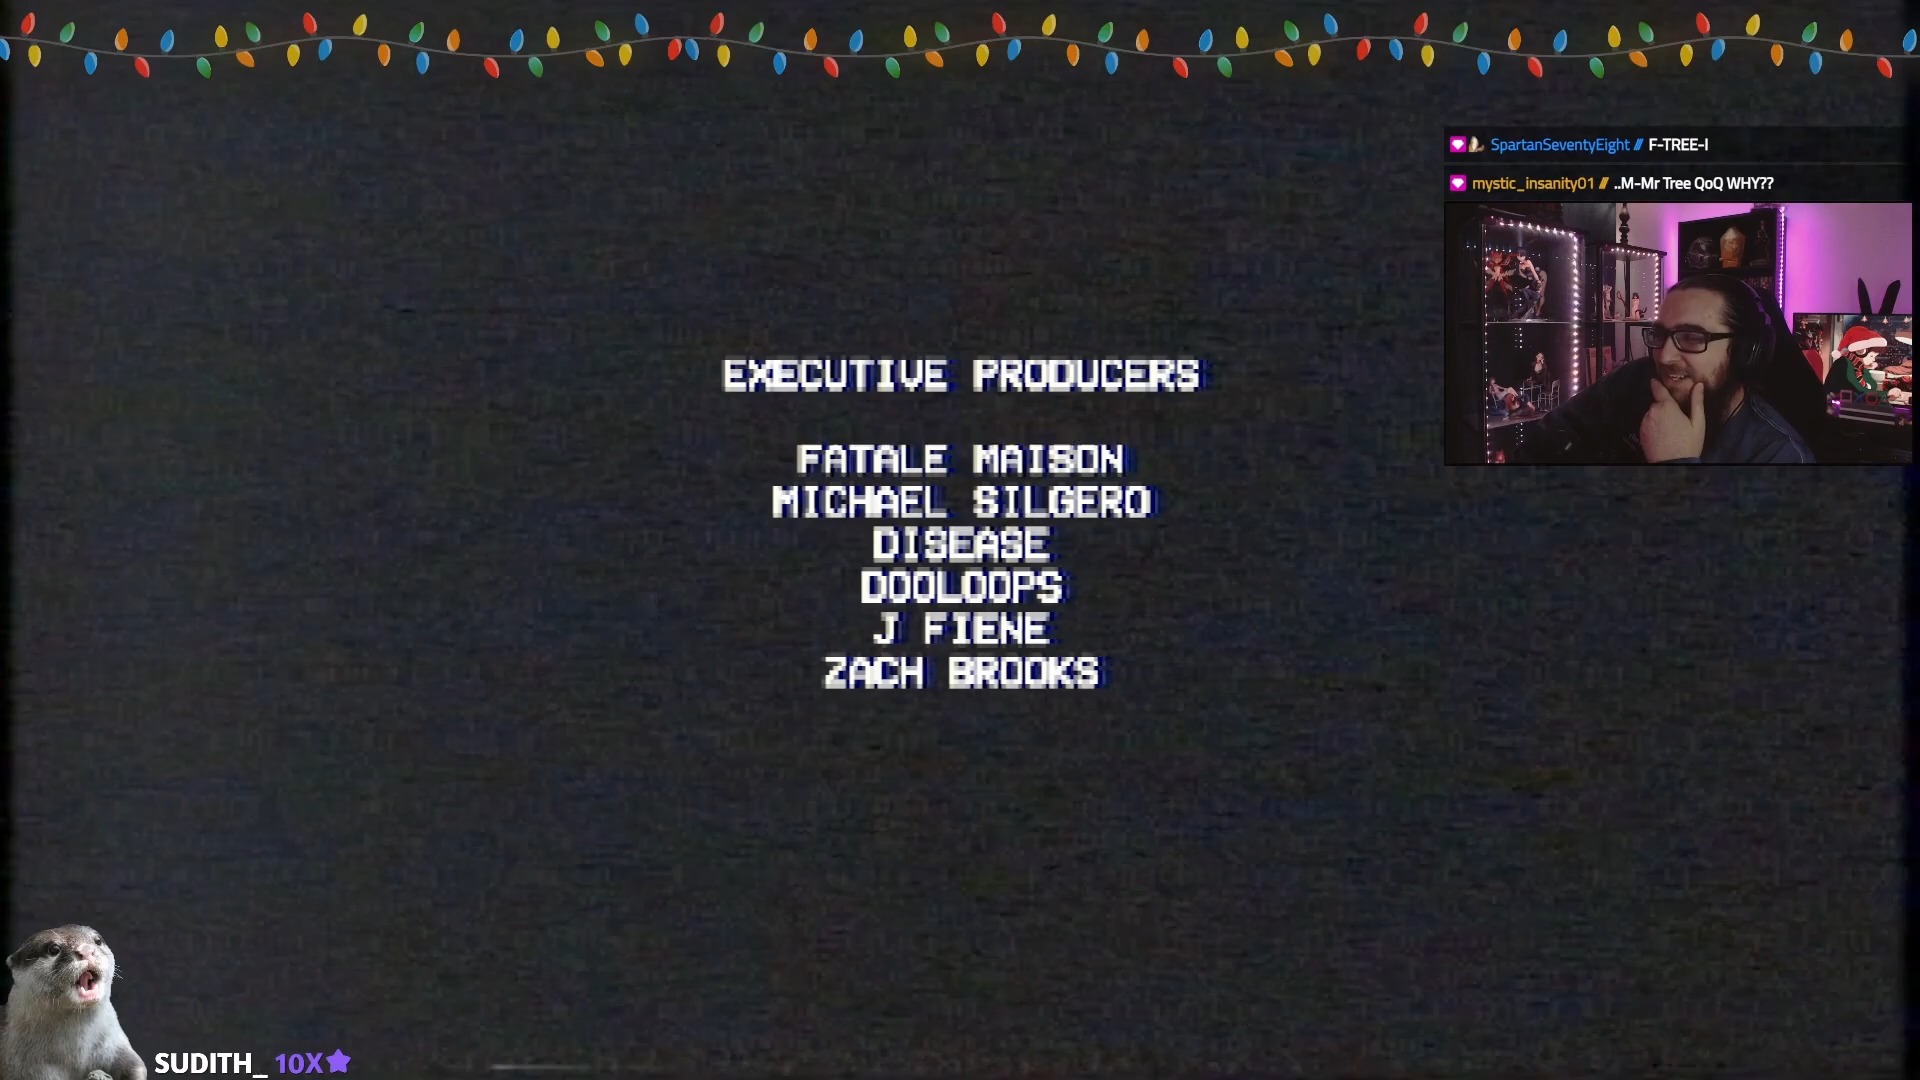 SpartanSeventyEight // F-TREE-I
mystic_insanity01 // ..M-Mr Tree QoQ WHY??
EXECUTIVE PRODUCERS
FATALE MAISON
MICHAEL SILGERO
DISEASE
DOOLOOPS
J FIENE
ZACH BROOKS
SUDITH_ 10X